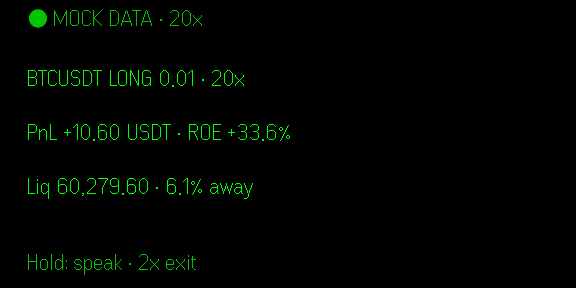 MOCK DATA · 20x
BTCUSDT LONG 0.01 · 20x
PnL +10.60 USDT · ROE +33.6%
Liq 60,279.60 · 6.1% away
Hold: speak · 2x exit